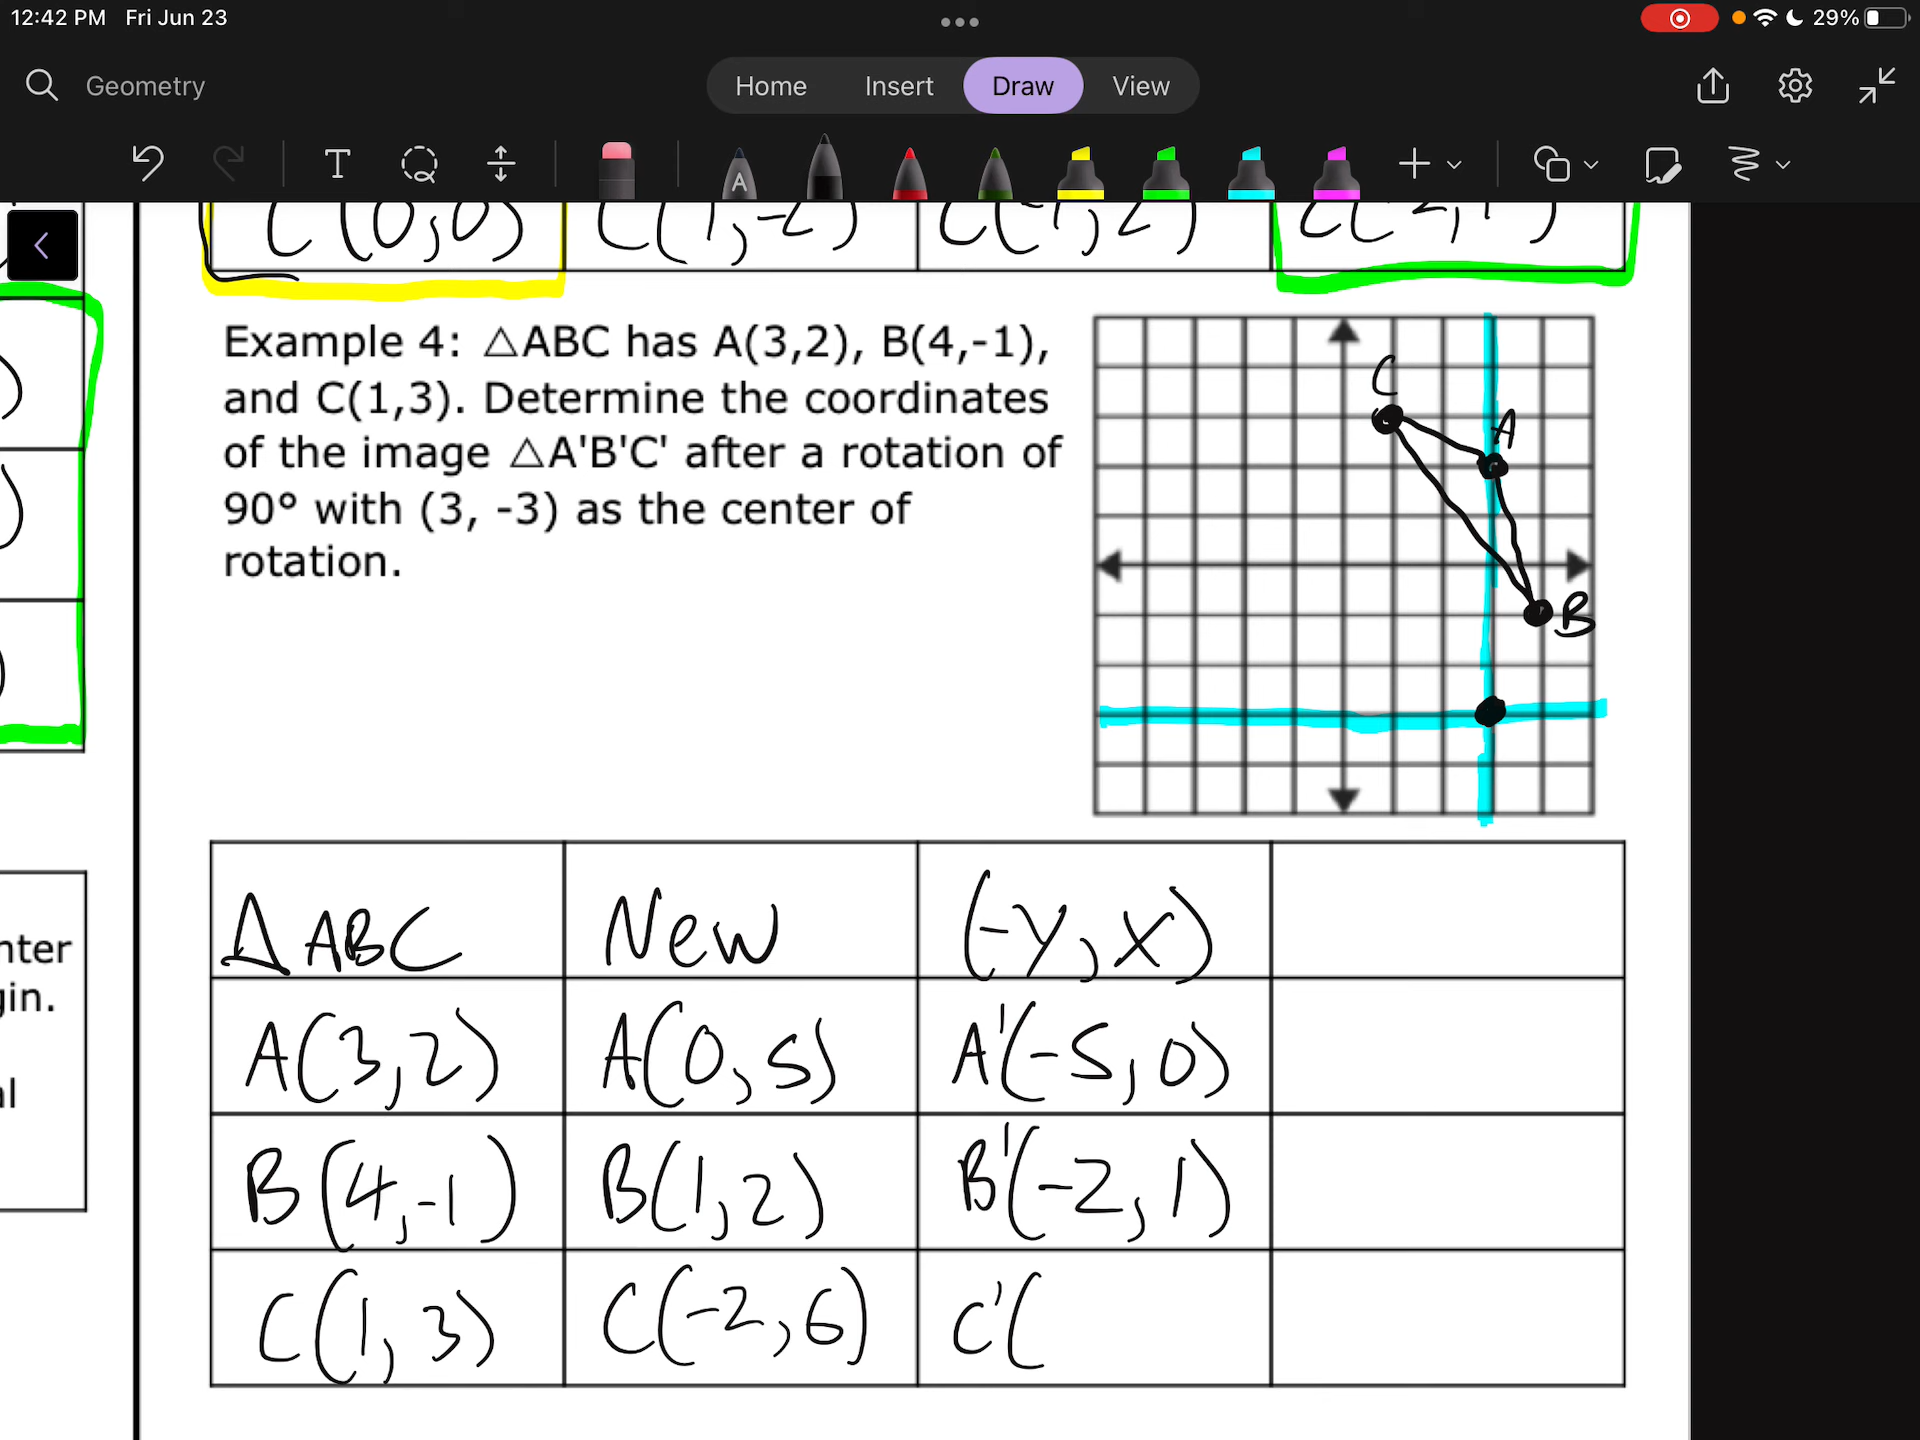 12:42 PM Fri Jun 23
29%
Geometry
Home Insert Draw View
T
A
C(0,0) C(1,-2) C(-1,2) C(-2,-1)
Example 4: △ABC has A(3,2), B(4,-1),
and C(1,3). Determine the coordinates
of the image △A'B'C' after a rotation of
90° with (3, -3) as the center of
rotation.
C
A
B
△ABC New (-y,x)
A(3,2) A(0,5) A'(-5,0)
B(4,-1) B(1,2) B'(-2,1)
C(1,3) C(-2,6) C'(
nter
gin.
al